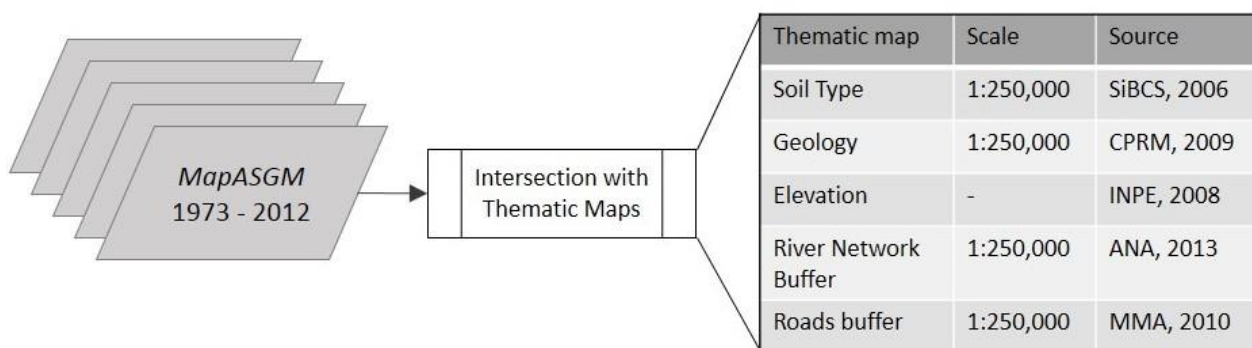 MapASGM
1973 - 2012
Intersection with
Thematic Maps
Thematic map Scale Source
Soil Type 1:250,000 SiBCS, 2006
Geology 1:250,000 CPRM, 2009
Elevation - INPE, 2008
River Network
Buffer 1:250,000 ANA, 2013
Roads buffer 1:250,000 MMA, 2010